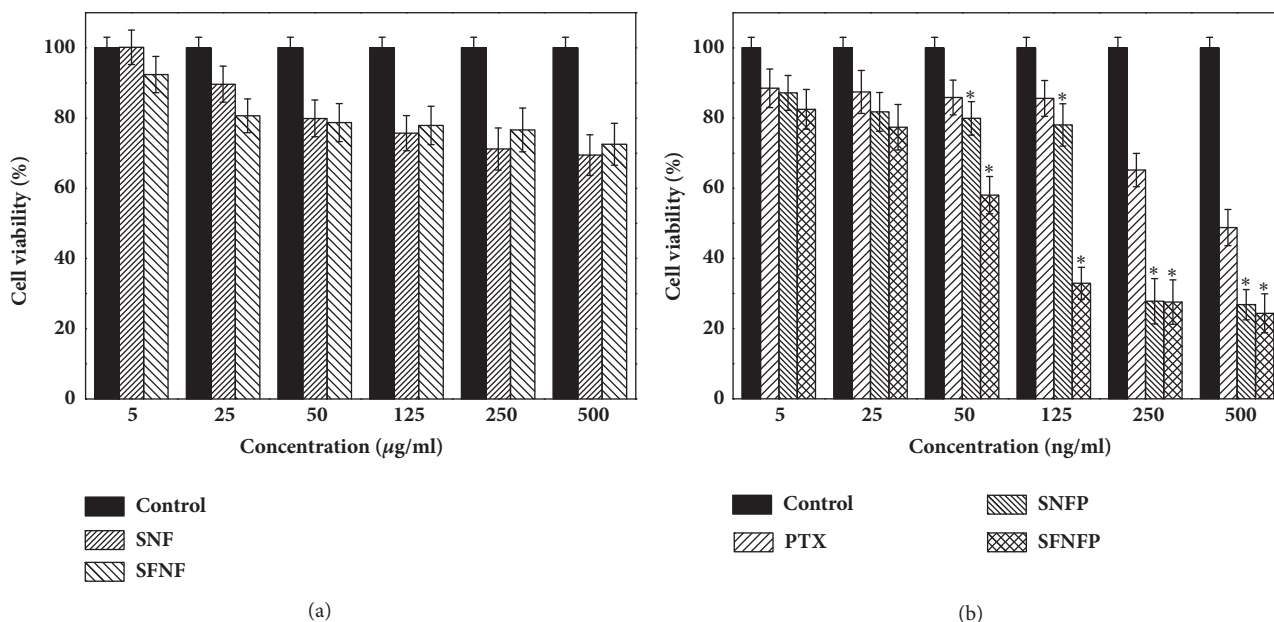 100
80
60
40
20
0
Cell viability (%)
5 25 50 125 250 500
Concentration (µg/ml)
Control
SNF
SFNF
(a)
100
80
60
40
20
0
Cell viability (%)
* * * * * * * *
5 25 50 125 250 500
Concentration (ng/ml)
Control
PTX
SNFP
SFNFP
(b)